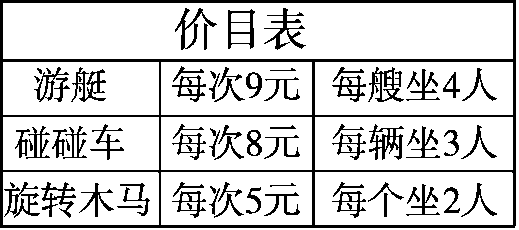 价目表
游艇 每次9元 每艘坐4人
碰碰车 每次8元 每辆坐3人
旋转木马 每次5元 每个坐2人